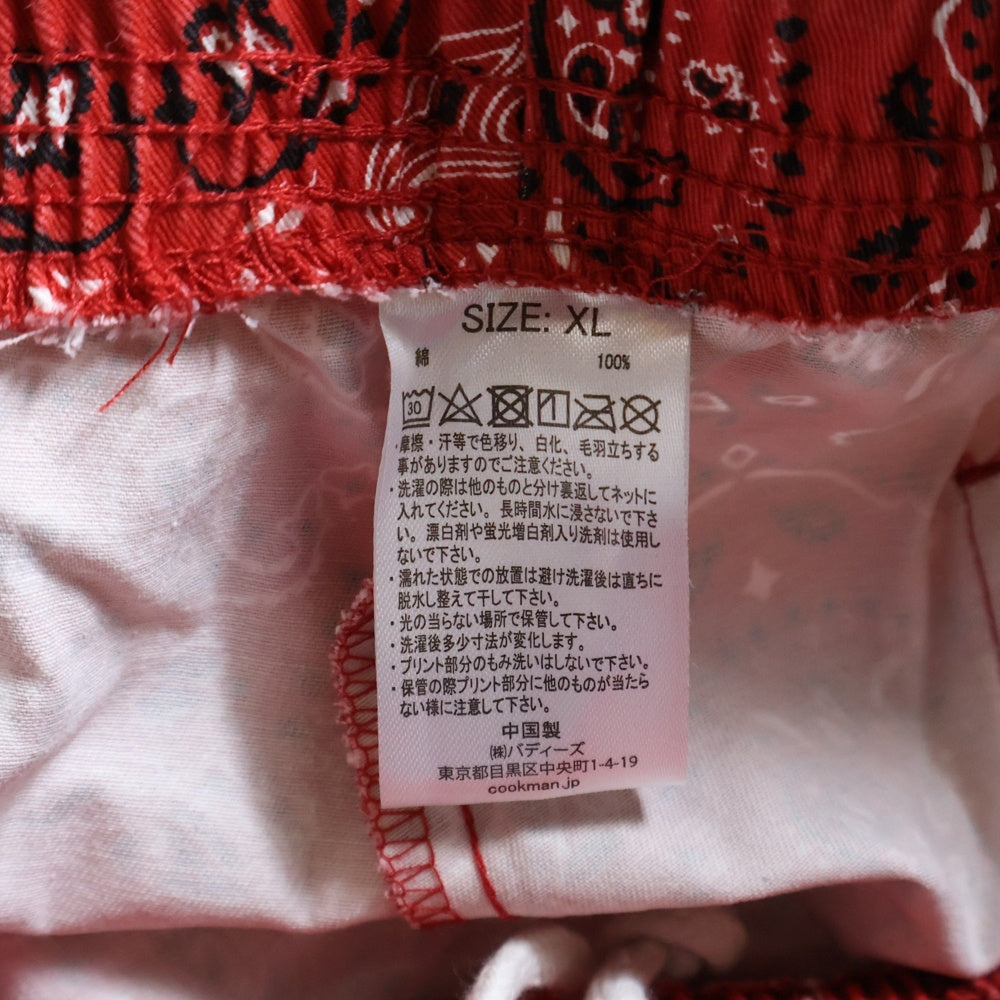 SIZE: XL
綿 100%
30
・摩擦・汗等で色移り、白化、毛羽立ちする
事がありますのでご注意ください。
・洗濯の際は他のものと分け裏返してネットに
入れてください。長時間水に浸さないで下さ
い。漂白剤や蛍光増白剤入り洗剤は使用し
ないで下さい。
・濡れた状態での放置は避け洗濯後は直ちに
脱水し整えて干して下さい。
・光の当らない場所で保管して下さい。
・洗濯後多少寸法が変化します。
・プリント部分のもみ洗いはしないで下さい。
・保管の際プリント部分に他のものが当たら
ない様に注意して下さい。
中国製
㈱バディーズ
東京都目黒区中央町1-4-19
cookman.jp